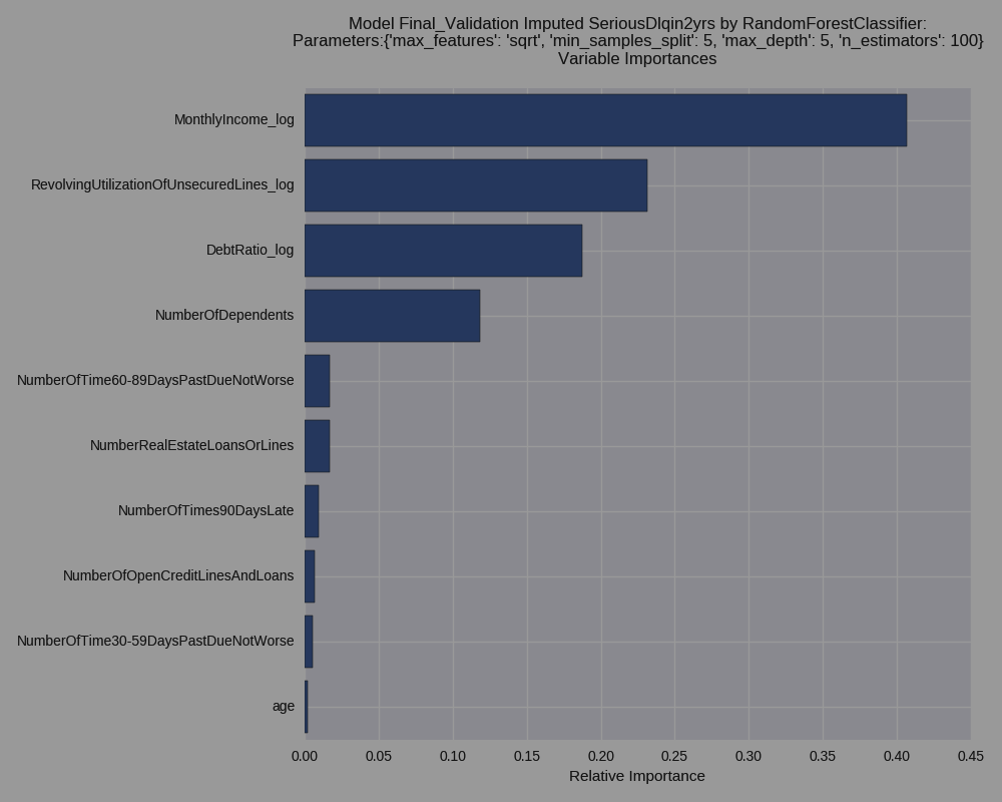 Model Final_Validation Imputed SeriousDlqin2yrs by RandomForestClassifier:
Parameters:{'max_features': 'sqrt', 'min_samples_split': 5, 'max_depth': 5, 'n_estimators': 100}
Variable Importances
MonthlyIncome_log
RevolvingUtilizationOfUnsecuredLines_log
DebtRatio_log
NumberOfDependents
NumberOfTime60-89DaysPastDueNotWorse
NumberRealEstateLoansOrLines
NumberOfTimes90DaysLate
NumberOfOpenCreditLinesAndLoans
NumberOfTime30-59DaysPastDueNotWorse
age
0.00 0.05 0.10 0.15 0.20 0.25 0.30 0.35 0.40 0.45
Relative Importance